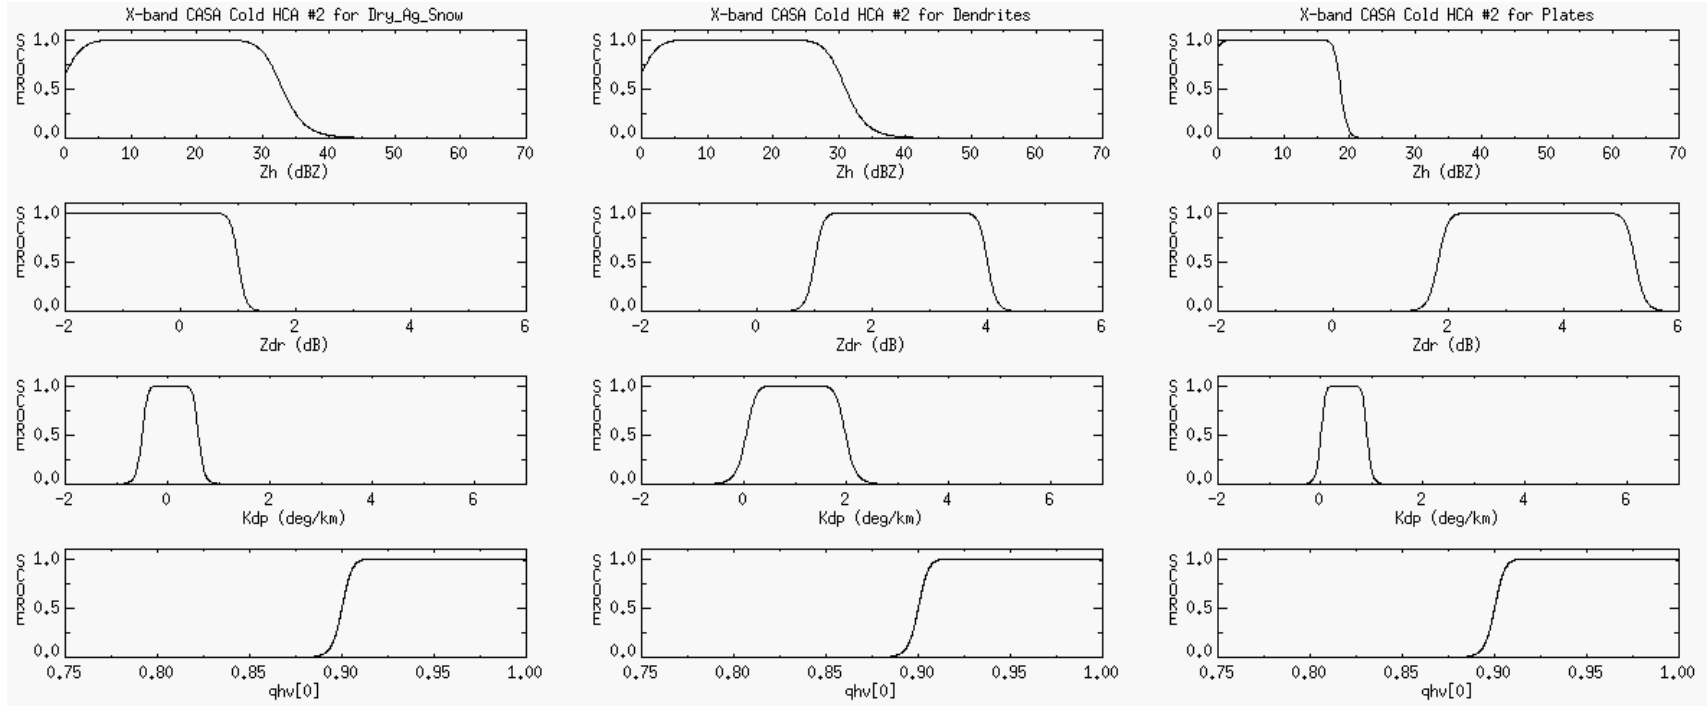 X-band CASA Cold HCA #2 for Dry_Ag_Snow
SCORE
1.0
0.5
0.0
0 10 20 30 40 50 60 70
Zh (dBZ)
X-band CASA Cold HCA #2 for Dendrites
SCORE
1.0
0.5
0.0
0 10 20 30 40 50 60 70
Zh (dBZ)
X-band CASA Cold HCA #2 for Plates
SCORE
1.0
0.5
0.0
0 10 20 30 40 50 60 70
Zh (dBZ)
SCORE
1.0
0.5
0.0
-2 0 2 4 6
Zdr (dB)
SCORE
1.0
0.5
0.0
-2 0 2 4 6
Zdr (dB)
SCORE
1.0
0.5
0.0
-2 0 2 4 6
Zdr (dB)
SCORE
1.0
0.5
0.0
-2 0 2 4 6
Kdp (deg/km)
SCORE
1.0
0.5
0.0
-2 0 2 4 6
Kdp (deg/km)
SCORE
1.0
0.5
0.0
-2 0 2 4 6
Kdp (deg/km)
SCORE
1.0
0.5
0.0
0.75 0.80 0.85 0.90 0.95 1.00
qhv[0]
SCORE
1.0
0.5
0.0
0.75 0.80 0.85 0.90 0.95 1.00
qhv[0]
SCORE
1.0
0.5
0.0
0.75 0.80 0.85 0.90 0.95 1.00
qhv[0]